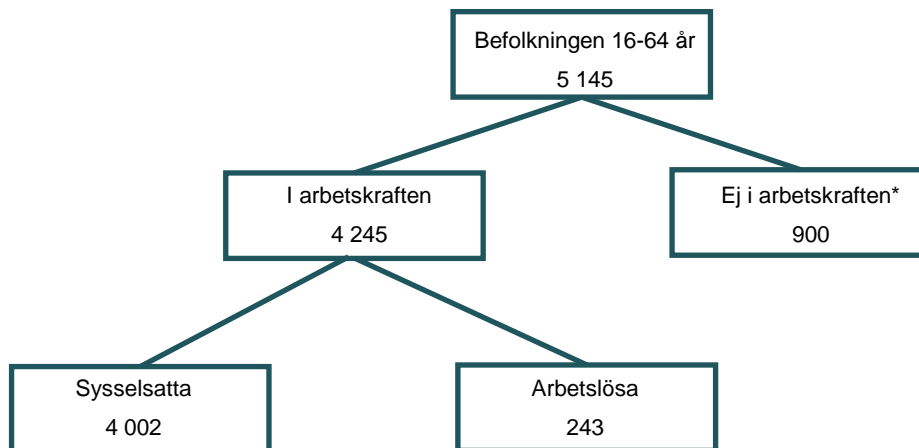 Befolkningen 16-64 år
5 145
I arbetskraften
4 245
Ej i arbetskraften*
900
Sysselsatta
4 002
Arbetslösa
243